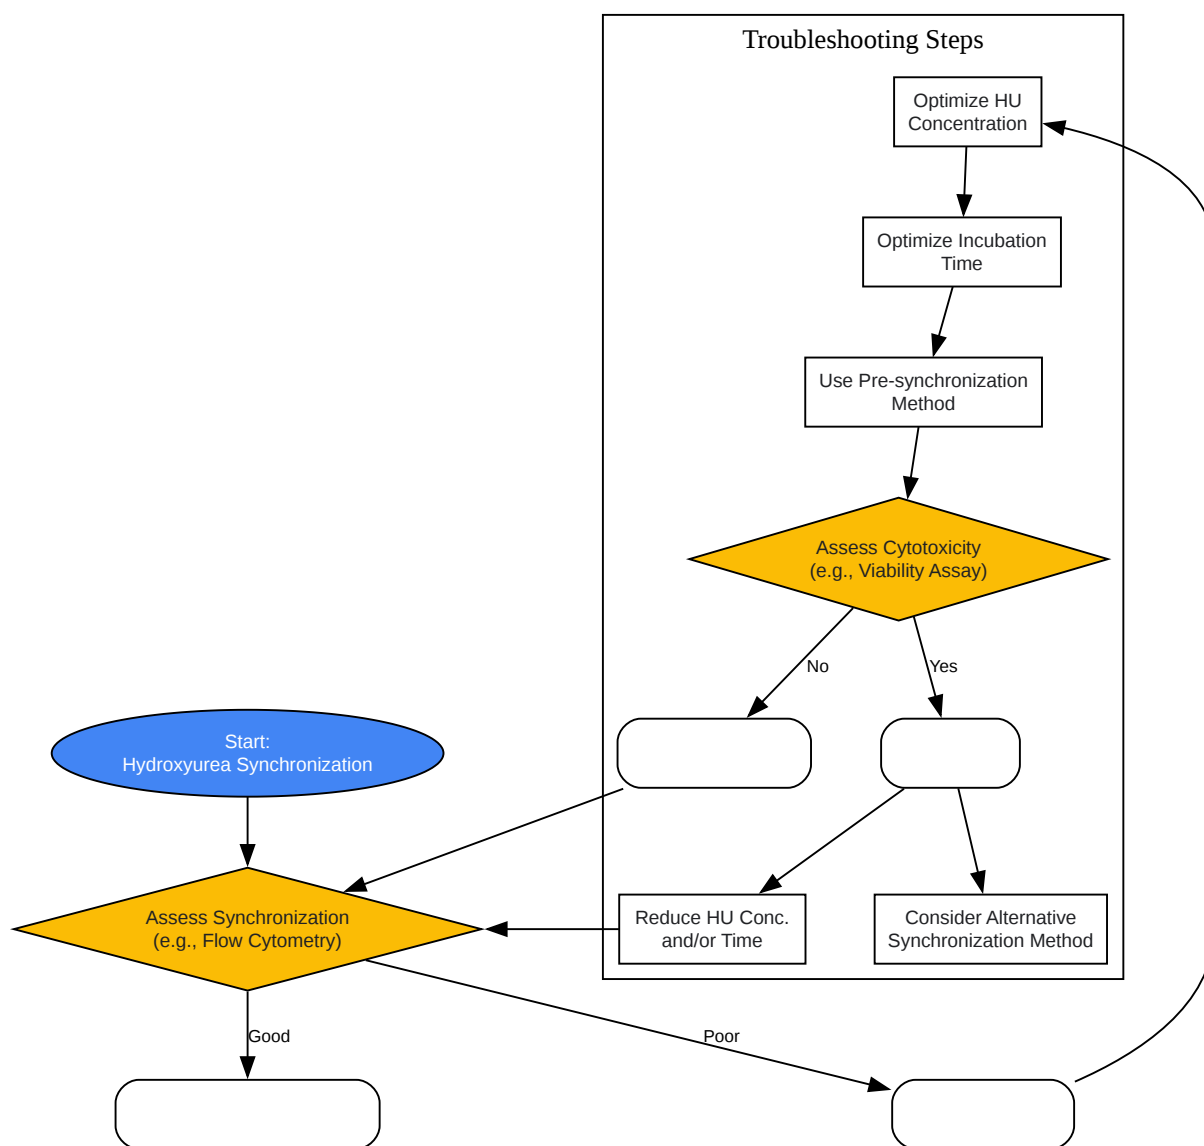 Troubleshooting Steps
Optimize HU
Concentration
Optimize Incubation
Time
Use Pre-synchronization
Method
Assess Cytotoxicity
(e.g., Viability Assay)
No
Yes
Start:
Hydroxyurea Synchronization
Assess Synchronization
(e.g., Flow Cytometry)
Reduce HU Conc.
and/or Time
Consider Alternative
Synchronization Method
Good
Poor